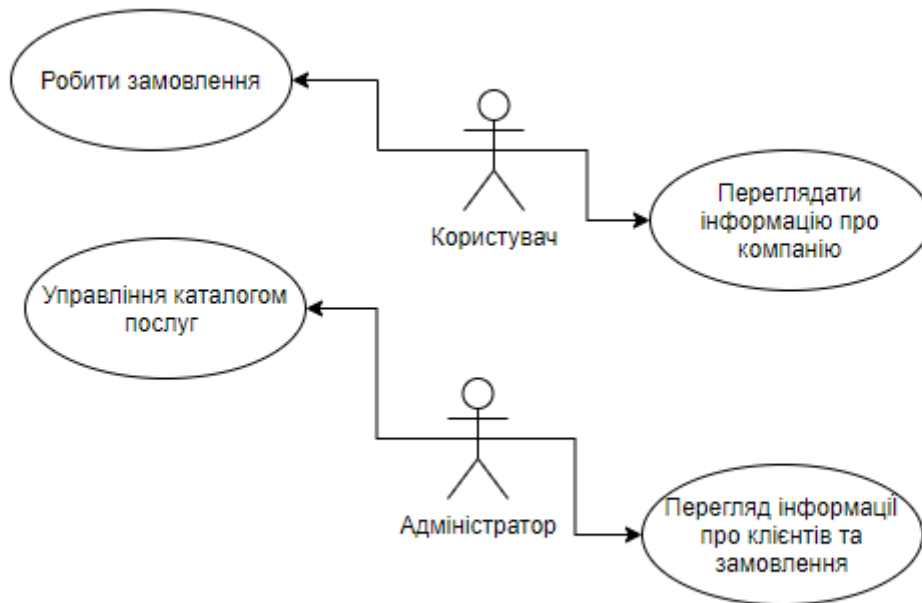 Робити замовлення
Користувач
Переглядати
інформацію про
компанію
Управління каталогом
послуг
Адміністратор
Перегляд інформації
про клієнтів та
замовлення